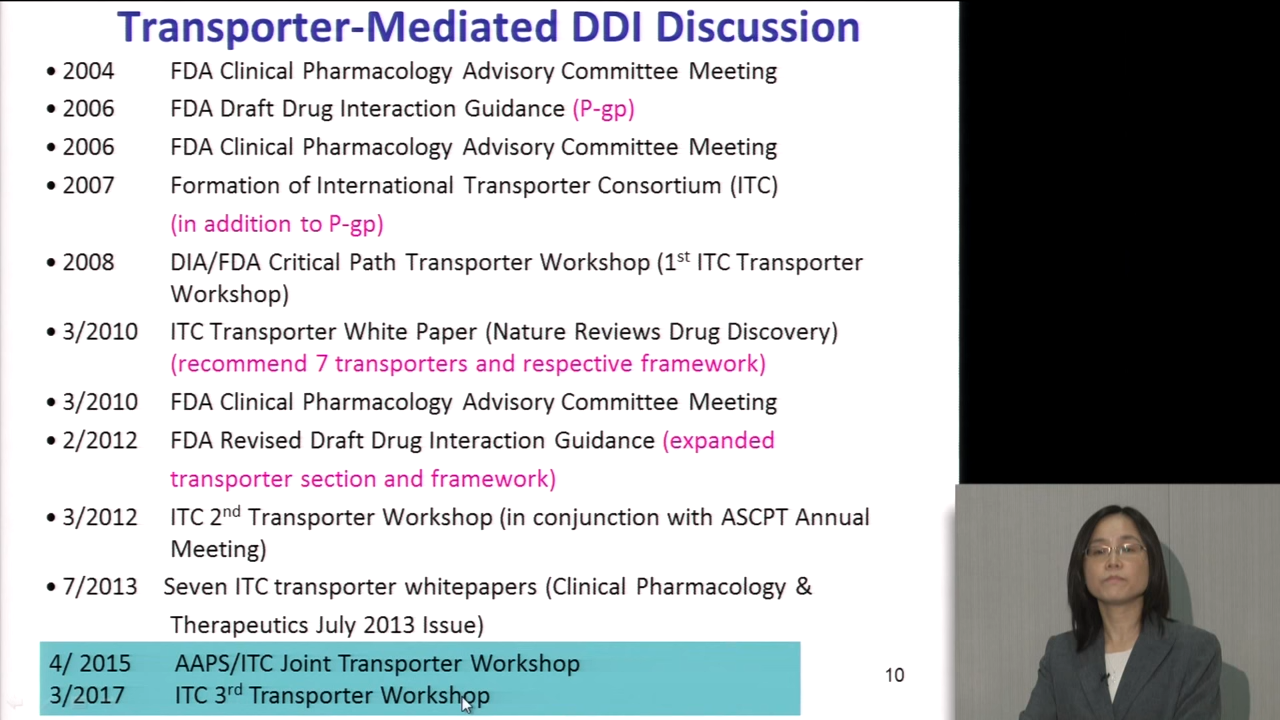 Transporter-Mediated DDI Discussion
• 2004 FDA Clinical Pharmacology Advisory Committee Meeting
• 2006 FDA Draft Drug Interaction Guidance (P-gp)
• 2006 FDA Clinical Pharmacology Advisory Committee Meeting
• 2007 Formation of International Transporter Consortium (ITC)
(in addition to P-gp)
• 2008 DIA/FDA Critical Path Transporter Workshop (1st ITC Transporter
Workshop)
• 3/2010 ITC Transporter White Paper (Nature Reviews Drug Discovery)
(recommend 7 transporters and respective framework)
• 3/2010 FDA Clinical Pharmacology Advisory Committee Meeting
• 2/2012 FDA Revised Draft Drug Interaction Guidance (expanded
transporter section and framework)
• 3/2012 ITC 2nd Transporter Workshop (in conjunction with ASCPT Annual
Meeting)
• 7/2013 Seven ITC transporter whitepapers (Clinical Pharmacology &
Therapeutics July 2013 Issue)
4/ 2015 AAPS/ITC Joint Transporter Workshop
3/2017 ITC 3rd Transporter Workshop
10